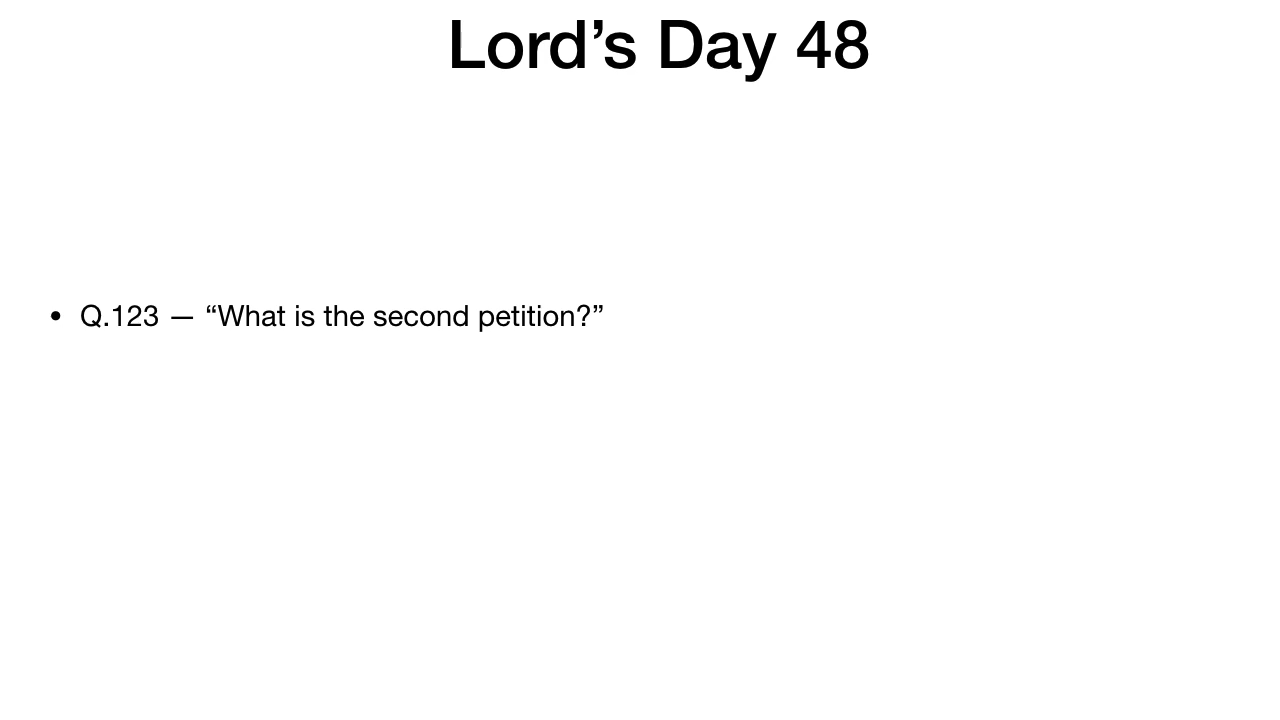 Lord’s Day 48
• Q.123 — “What is the second petition?”